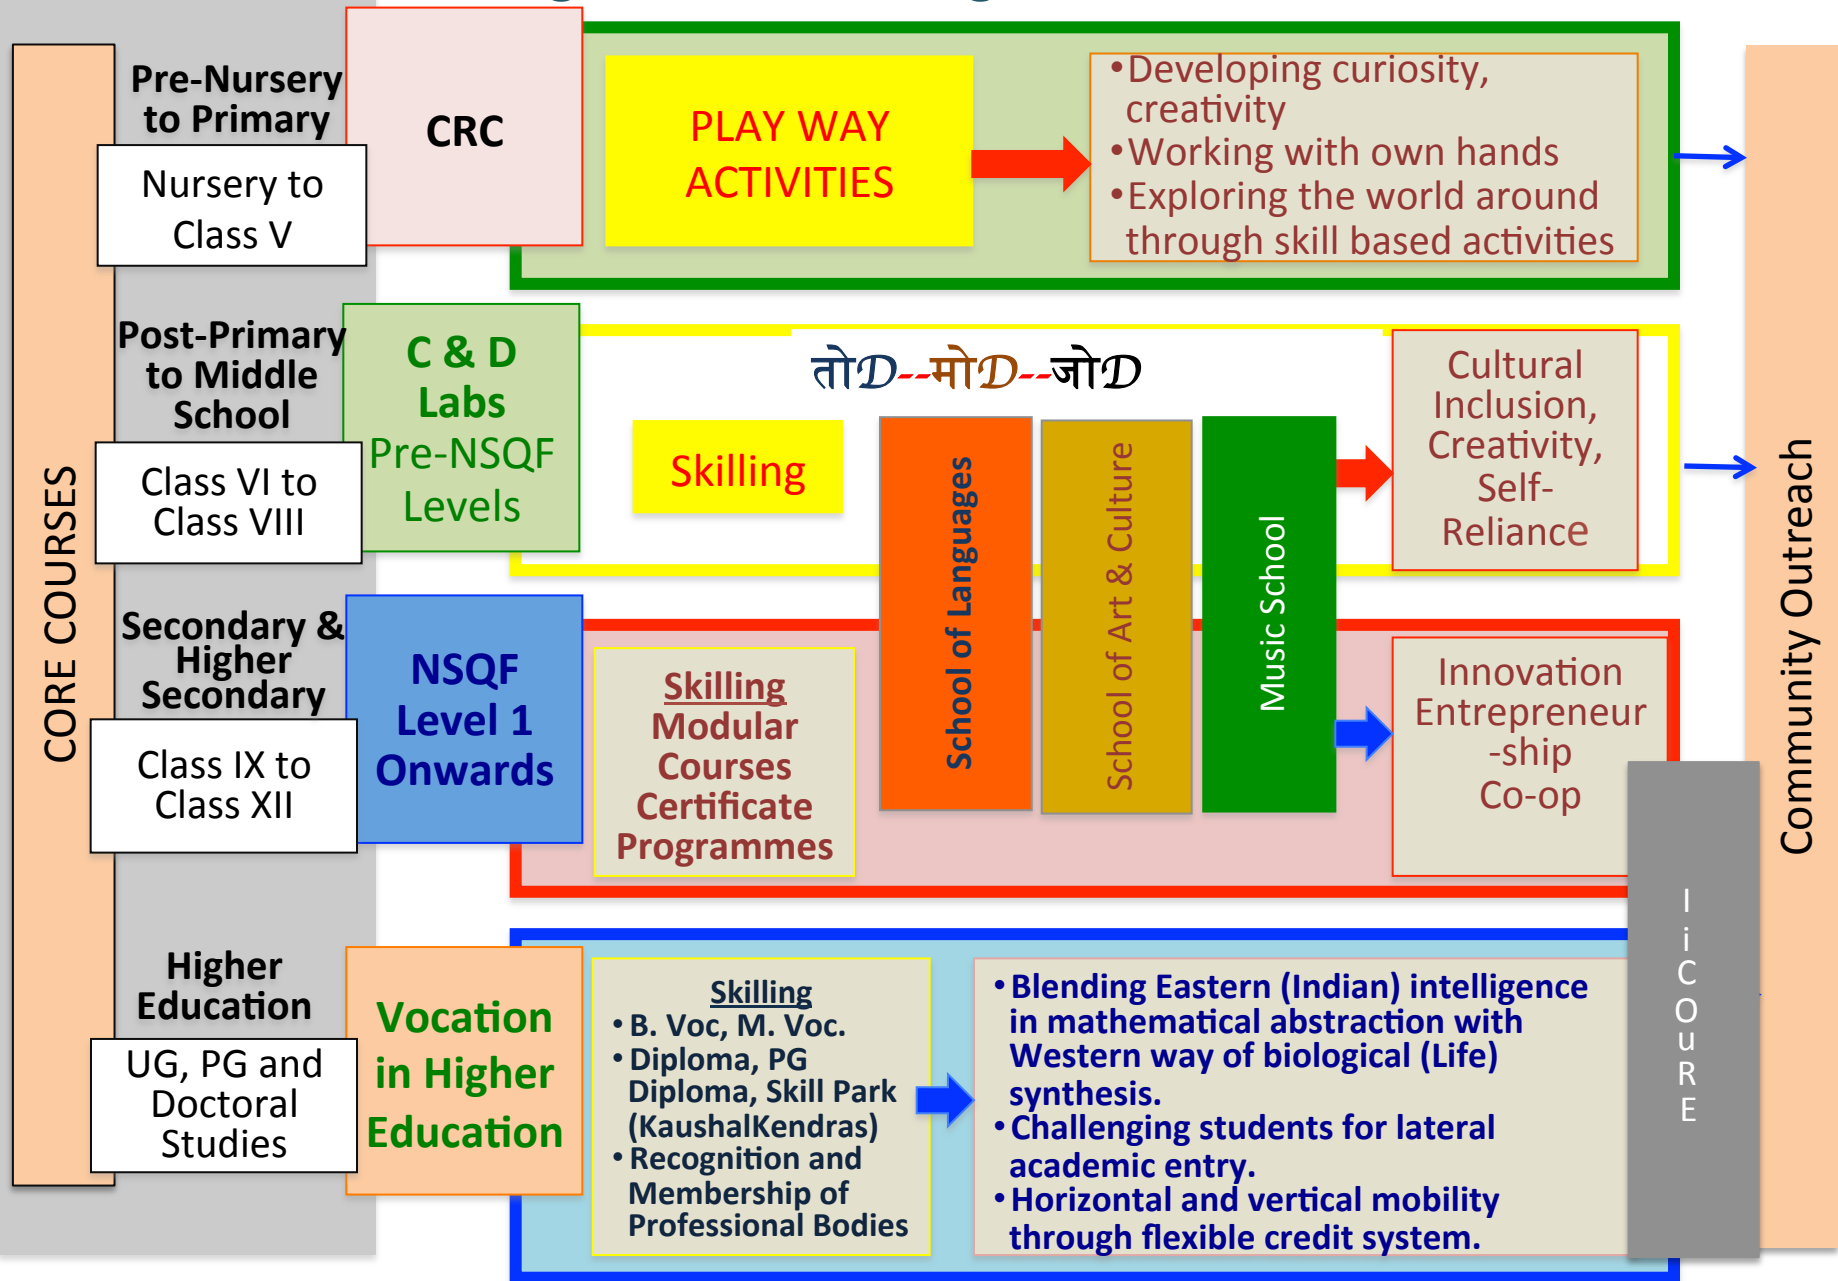 CORE COURSES
Pre-Nursery
to Primary
Nursery to
Class V
CRC
PLAY WAY
ACTIVITIES
•Developing curiosity,
creativity
•Working with own hands
•Exploring the world around
through skill based activities
Post-Primary
to Middle
School
Class VI to
Class VIII
C & D
Labs
Pre-NSQF
Levels
तोD--मोD--जोD
Skilling
School of Languages
School of Art & Culture
Music School
Cultural
Inclusion,
Creativity,
Self-
Reliance
Secondary &
Higher
Secondary
Class IX to
Class XII
NSQF
Level 1
Onwards
Skilling
Modular
Courses
Certificate
Programmes
Innovation
Entrepreneur
-ship
Co-op
Higher
Education
UG, PG and
Doctoral
Studies
Vocation
in Higher
Education
Skilling
• B. Voc, M. Voc.
• Diploma, PG
Diploma, Skill Park
(KaushalKendras)
• Recognition and
Membership of
Professional Bodies
• Blending Eastern (Indian) intelligence
in mathematical abstraction with
Western way of biological (Life)
synthesis.
• Challenging students for lateral
academic entry.
• Horizontal and vertical mobility
through flexible credit system.
I
i
C
O
u
R
E
Community Outreach